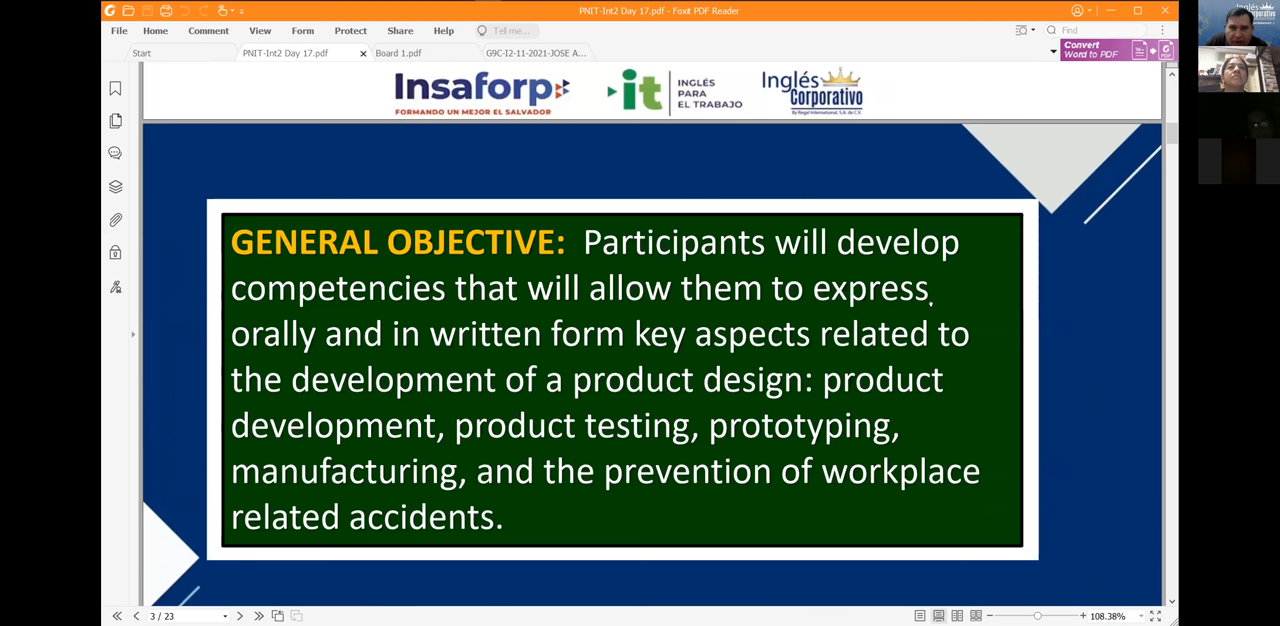 PNIT-Int2 Day 17.pdf - Foxit PDF Reader
File Home Comment View Form Protect Share Help Tell me... Find
Start PNIT-Int2 Day 17.pdf Board 1.pdf G9C-I2-11-2021-JOSE A...
Convert
Word to PDF
Insaforp
FORMANDO UN MEJOR EL SALVADOR
it
INGLÉS
PARA
EL TRABAJO
Inglés
Corporativo
GENERAL OBJECTIVE: Participants will develop
competencies that will allow them to express
orally and in written form key aspects related to
the development of a product design: product
development, product testing, prototyping,
manufacturing, and the prevention of workplace
related accidents.
3 / 23
108.38%